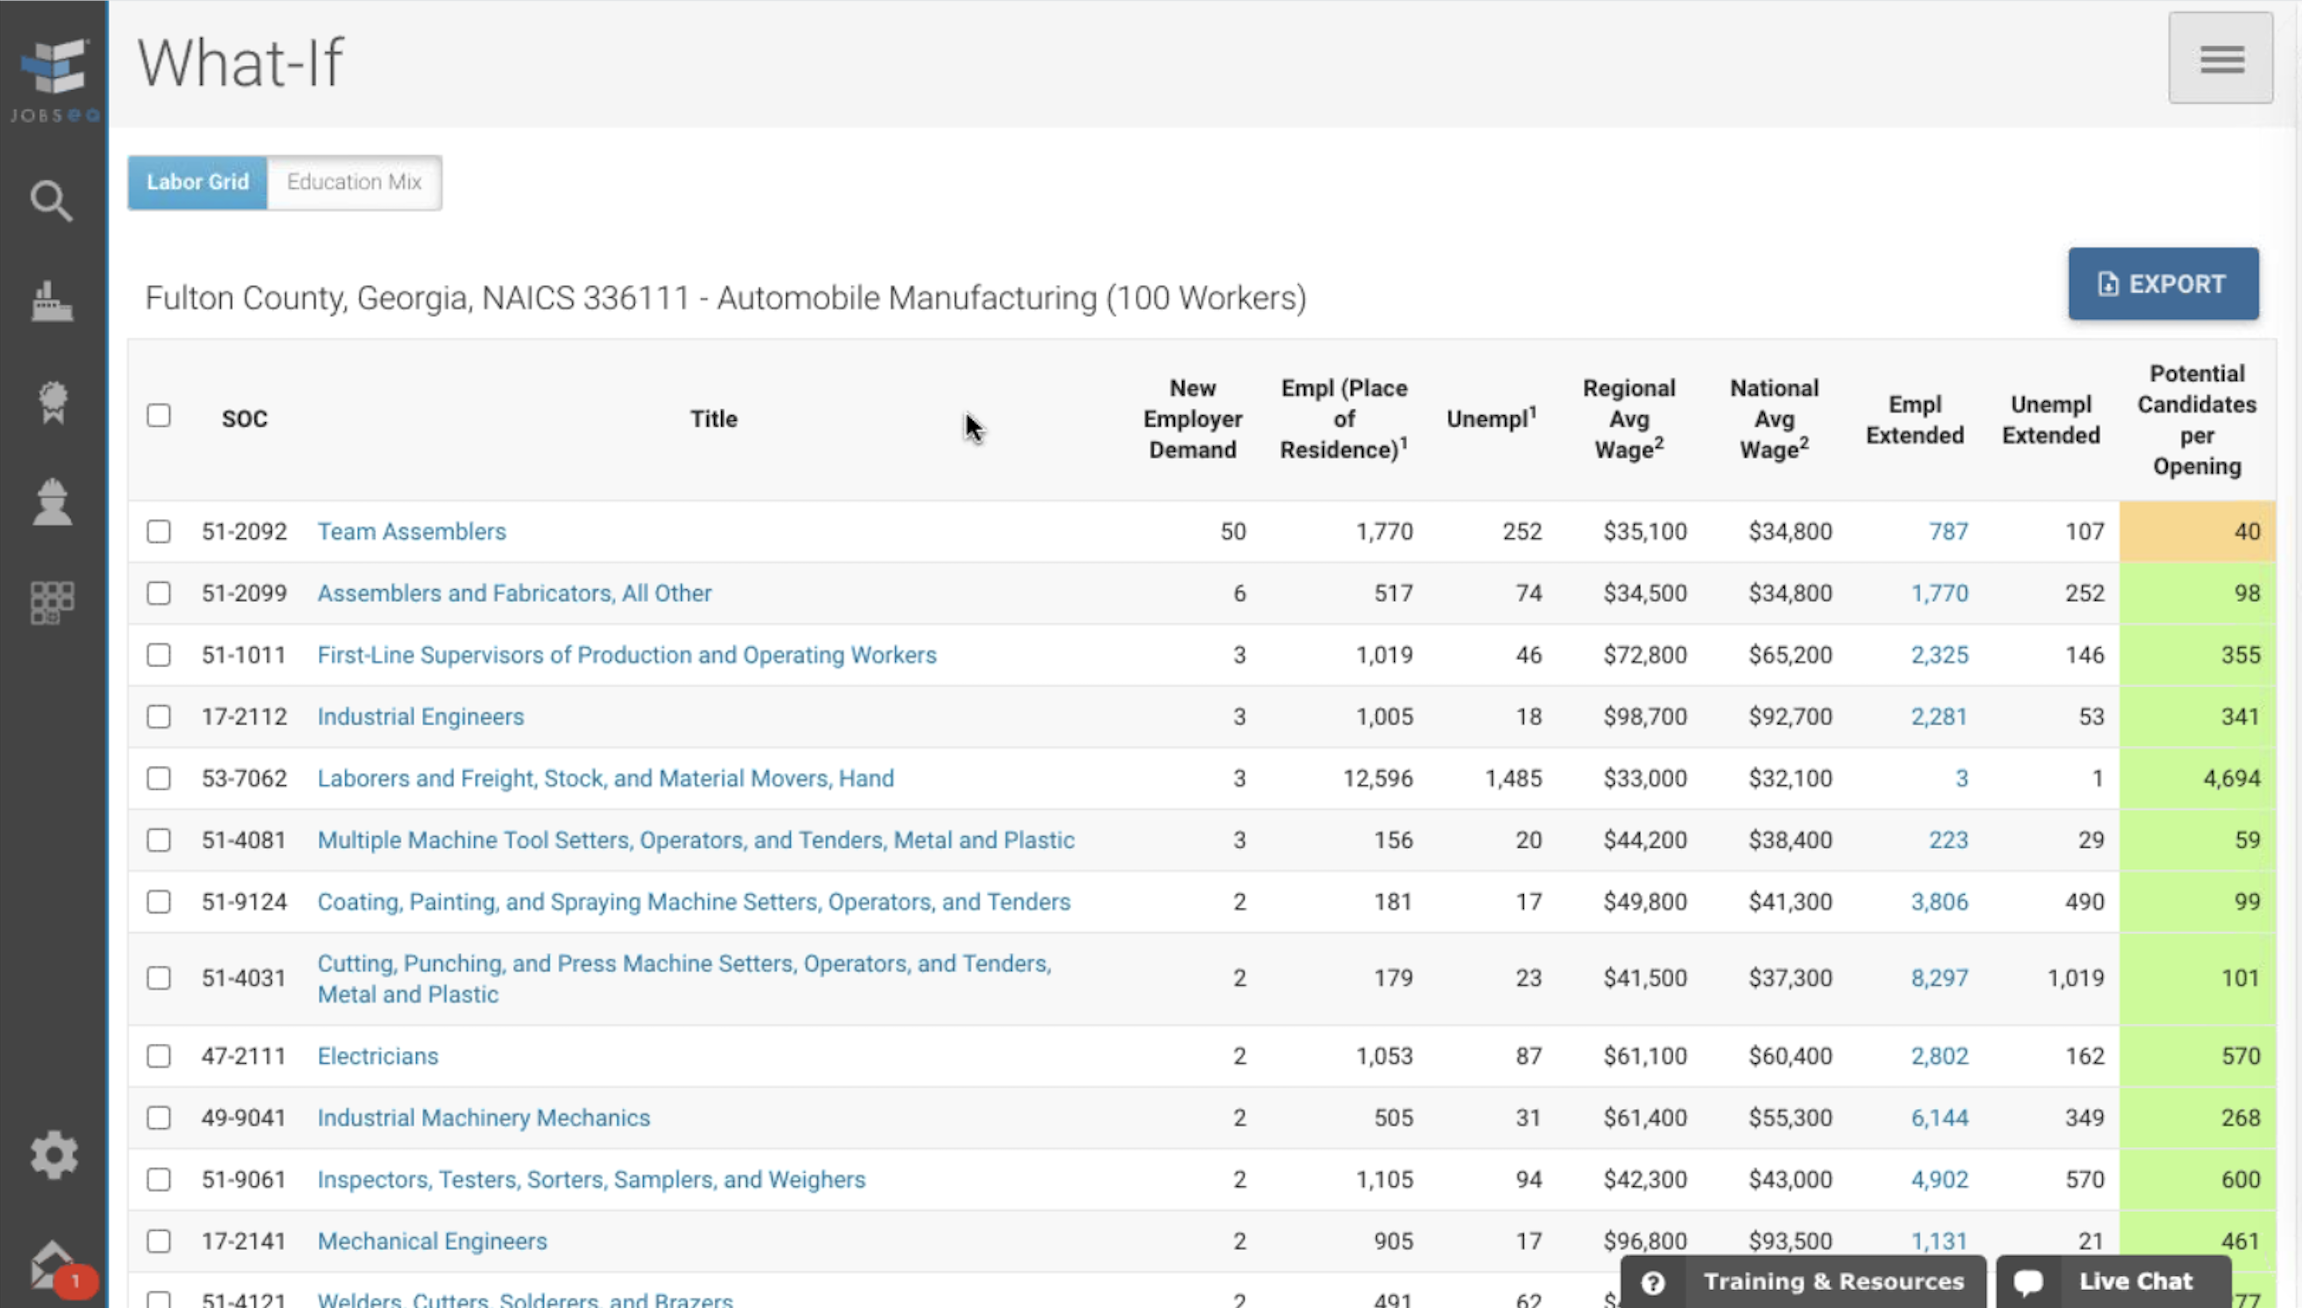 What-If
JOBS eQ
Labor Grid Education Mix
EXPORT
Fulton County, Georgia, NAICS 336111 - Automobile Manufacturing (100 Workers)
SOC Title New Employer Demand Empl (Place of Residence)1 Unempl1 Regional Avg Wage2 National Avg Wage2 Empl Extended Unempl Extended Potential Candidates per Opening
51-2092 Team Assemblers 50 1,770 252 $35,100 $34,800 787 107 40
51-2099 Assemblers and Fabricators, All Other 6 517 74 $34,500 $34,800 1,770 252 98
51-1011 First-Line Supervisors of Production and Operating Workers 3 1,019 46 $72,800 $65,200 2,325 146 355
17-2112 Industrial Engineers 3 1,005 18 $98,700 $92,700 2,281 53 341
53-7062 Laborers and Freight, Stock, and Material Movers, Hand 3 12,596 1,485 $33,000 $32,100 3 1 4,694
51-4081 Multiple Machine Tool Setters, Operators, and Tenders, Metal and Plastic 3 156 20 $44,200 $38,400 223 29 59
51-9124 Coating, Painting, and Spraying Machine Setters, Operators, and Tenders 2 181 17 $49,800 $41,300 3,806 490 99
51-4031 Cutting, Punching, and Press Machine Setters, Operators, and Tenders, Metal and Plastic 2 179 23 $41,500 $37,300 8,297 1,019 101
47-2111 Electricians 2 1,053 87 $61,100 $60,400 2,802 162 570
49-9041 Industrial Machinery Mechanics 2 505 31 $61,400 $55,300 6,144 349 268
51-9061 Inspectors, Testers, Sorters, Samplers, and Weighers 2 1,105 94 $42,300 $43,000 4,902 570 600
17-2141 Mechanical Engineers 2 905 17 $96,800 $93,500 1,131 21 461
51-4121 Welders, Cutters, Solderers, and Brazers 2 491 62
1
Training & Resources
Live Chat